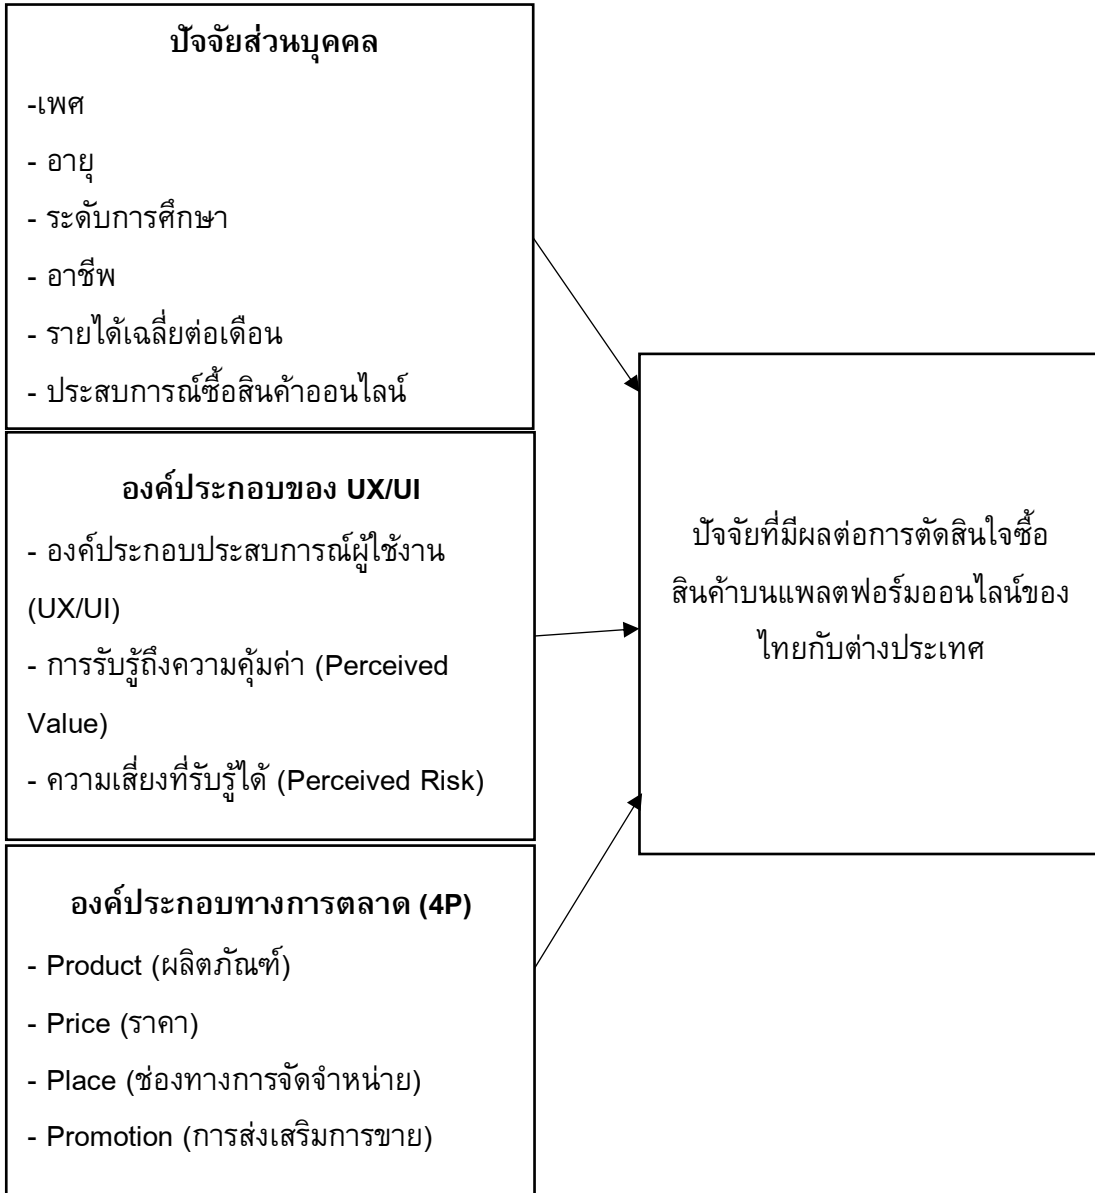 ปัจจัยส่วนบุคคล
-เพศ
- อายุ
- ระดับการศึกษา
- อาชีพ
- รายได้เฉลี่ยต่อเดือน
- ประสบการณ์ซื้อสินค้าออนไลน์
องค์ประกอบของ UX/UI
- องค์ประกอบประสบการณ์ผู้ใช้งาน
(UX/UI)
- การรับรู้ถึงความคุ้มค่า (Perceived
Value)
- ความเสี่ยงที่รับรู้ได้ (Perceived Risk)
องค์ประกอบทางการตลาด (4P)
- Product (ผลิตภัณฑ์)
- Price (ราคา)
- Place (ช่องทางการจัดจำหน่าย)
- Promotion (การส่งเสริมการขาย)
ปัจจัยที่มีผลต่อการตัดสินใจซื้อ
สินค้าบนแพลตฟอร์มออนไลน์ของ
ไทยกับต่างประเทศ